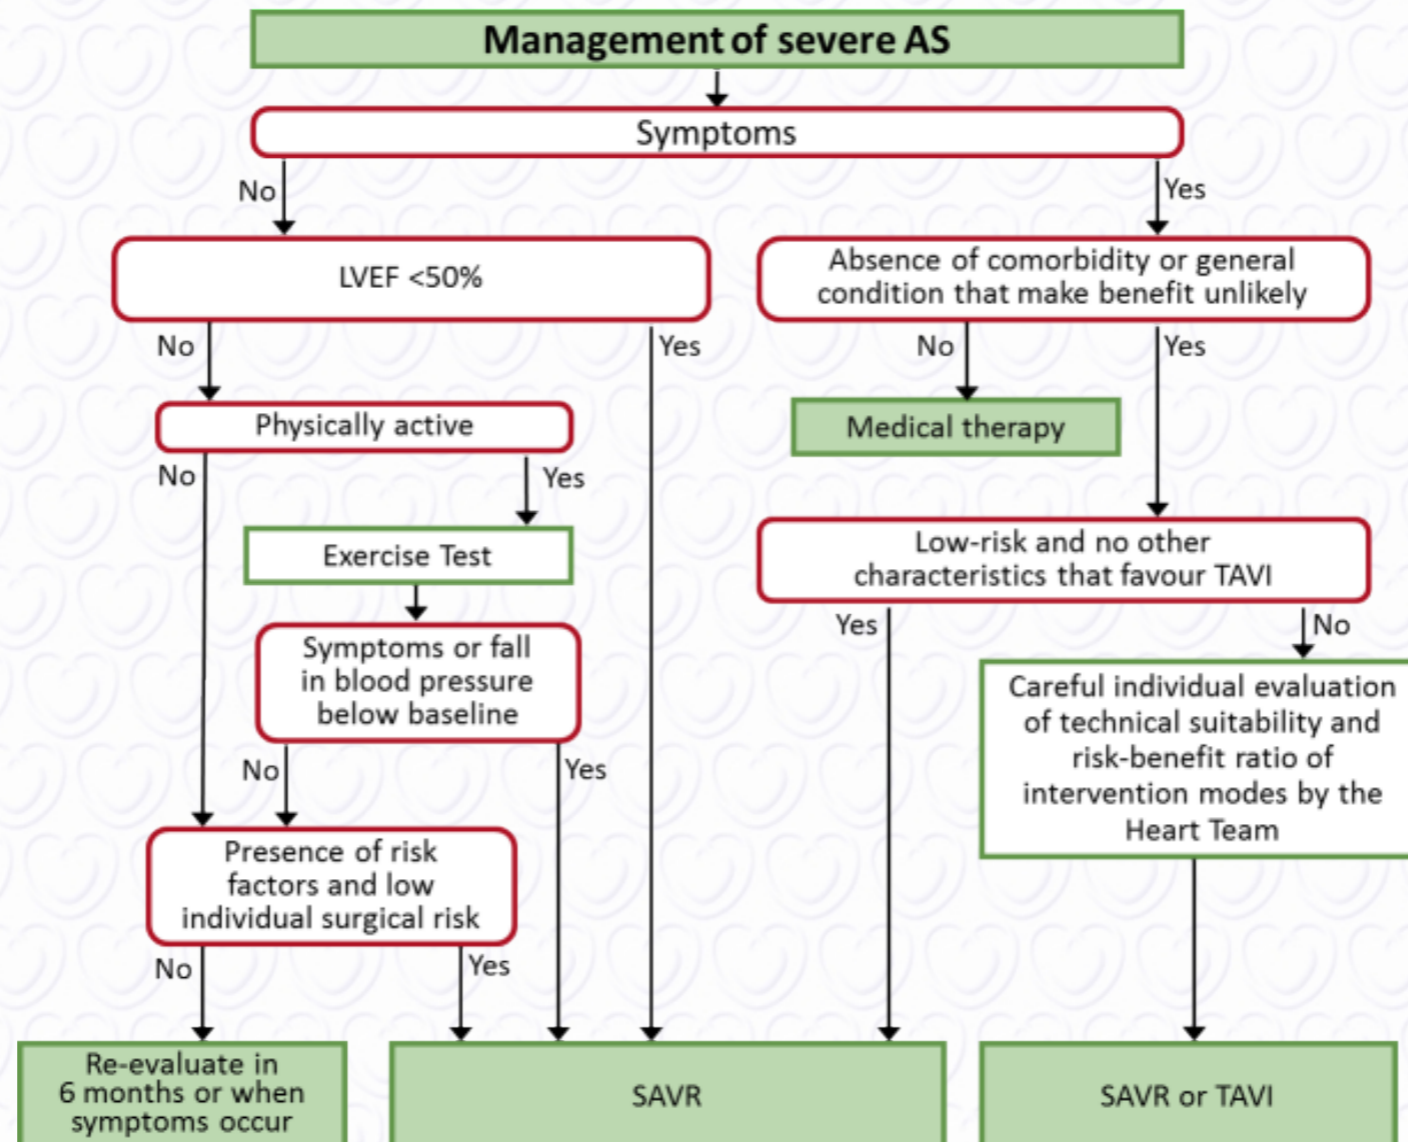 Management of severe AS
Symptoms
No
Yes
LVEF <50%
Absence of comorbidity or general
condition that make benefit unlikely
No
Yes
No
Yes
Physically active
Medical therapy
No
Yes
Exercise Test
Low-risk and no other
characteristics that favour TAVI
Yes
No
Symptoms or fall
in blood pressure
below baseline
Careful individual evaluation
of technical suitability and
risk-benefit ratio of
intervention modes by the
Heart Team
No
Yes
Presence of risk
factors and low
individual surgical risk
No
Yes
Re-evaluate in
6 months or when
symptoms occur
SAVR
SAVR or TAVI